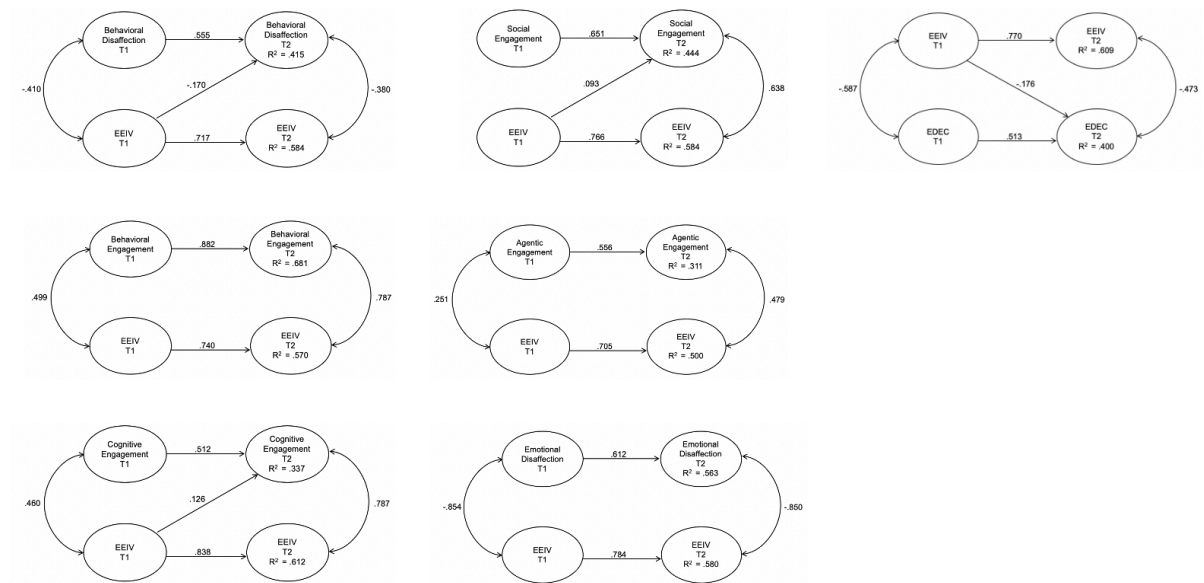 Behavioral
Disaffection
T1
.555
Behavioral
Disaffection
T2
R² = .415
-.410
-.170
-.380
EEIV
T1
.717
EEIV
T2
R² = .584
Social
Engagement
T1
.651
Social
Engagement
T2
R² = .444
.093
.638
EEIV
T1
.766
EEIV
T2
R² = .584
EEIV
T1
.770
EEIV
T2
R² = .609
-.587
-.176
-.473
EDEC
T1
.513
EDEC
T2
R² = .400
Behavioral
Engagement
T1
.882
Behavioral
Engagement
T2
R² = .681
.499
.787
EEIV
T1
.740
EEIV
T2
R² = .570
Agentic
Engagement
T1
.556
Agentic
Engagement
T2
R² = .311
.251
.479
EEIV
T1
.705
EEIV
T2
R² = .500
Cognitive
Engagement
T1
.512
Cognitive
Engagement
T2
R² = .337
.460
.126
.787
EEIV
T1
.838
EEIV
T2
R² = .612
Emotional
Disaffection
T1
.612
Emotional
Disaffection
T2
R² = .563
-.854
-.850
EEIV
T1
.784
EEIV
T2
R² = .580